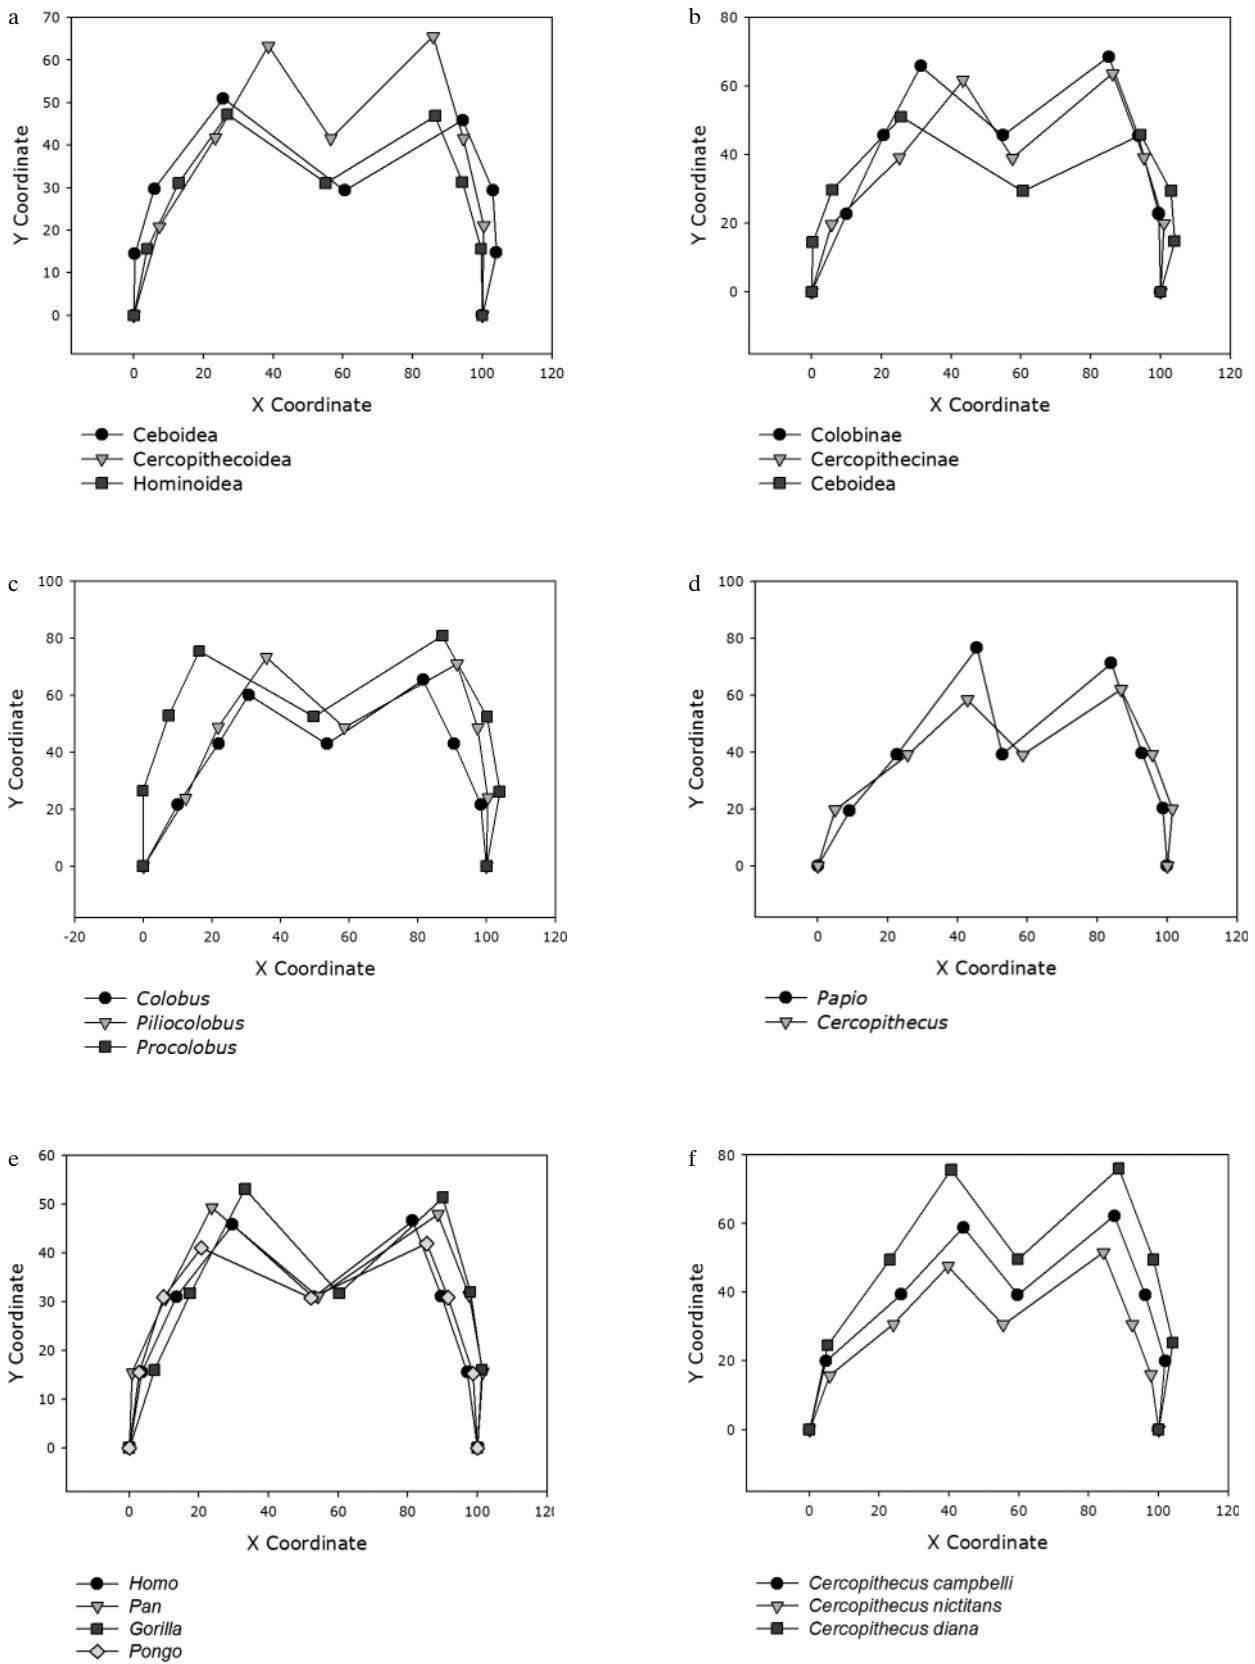 a
70
60
50
40
30
20
10
0
Y Coordinate
0 20 40 60 80 100 120
X Coordinate
Ceboidea
Cercopithecoidea
Hominoidea
b
80
60
40
20
0
Y Coordinate
0 20 40 60 80 100 120
X Coordinate
Colobinae
Cercopithecinae
Ceboidea
c
100
80
60
40
20
0
Y Coordinate
-20 0 20 40 60 80 100 120
X Coordinate
Colobus
Piliocolobus
Procolobus
d
100
80
60
40
20
0
Y Coordinate
0 20 40 60 80 100 120
X Coordinate
Papio
Cercopithecus
e
60
50
40
30
20
10
0
Y Coordinate
0 20 40 60 80 100 120
X Coordinate
Homo
Pan
Gorilla
Pongo
f
80
60
40
20
0
Y Coordinate
0 20 40 60 80 100 120
X Coordinate
Cercopithecus campbelli
Cercopithecus nictitans
Cercopithecus diana